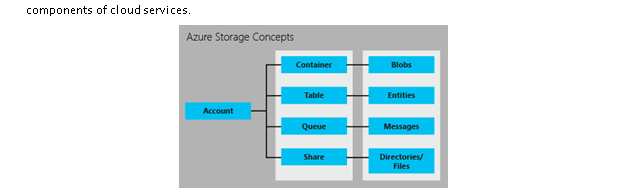 components of cloud services.
Azure Storage Concepts
Container
Blobs
Table
Entities
Account
Queue
Messages
Share
Directories/
Files